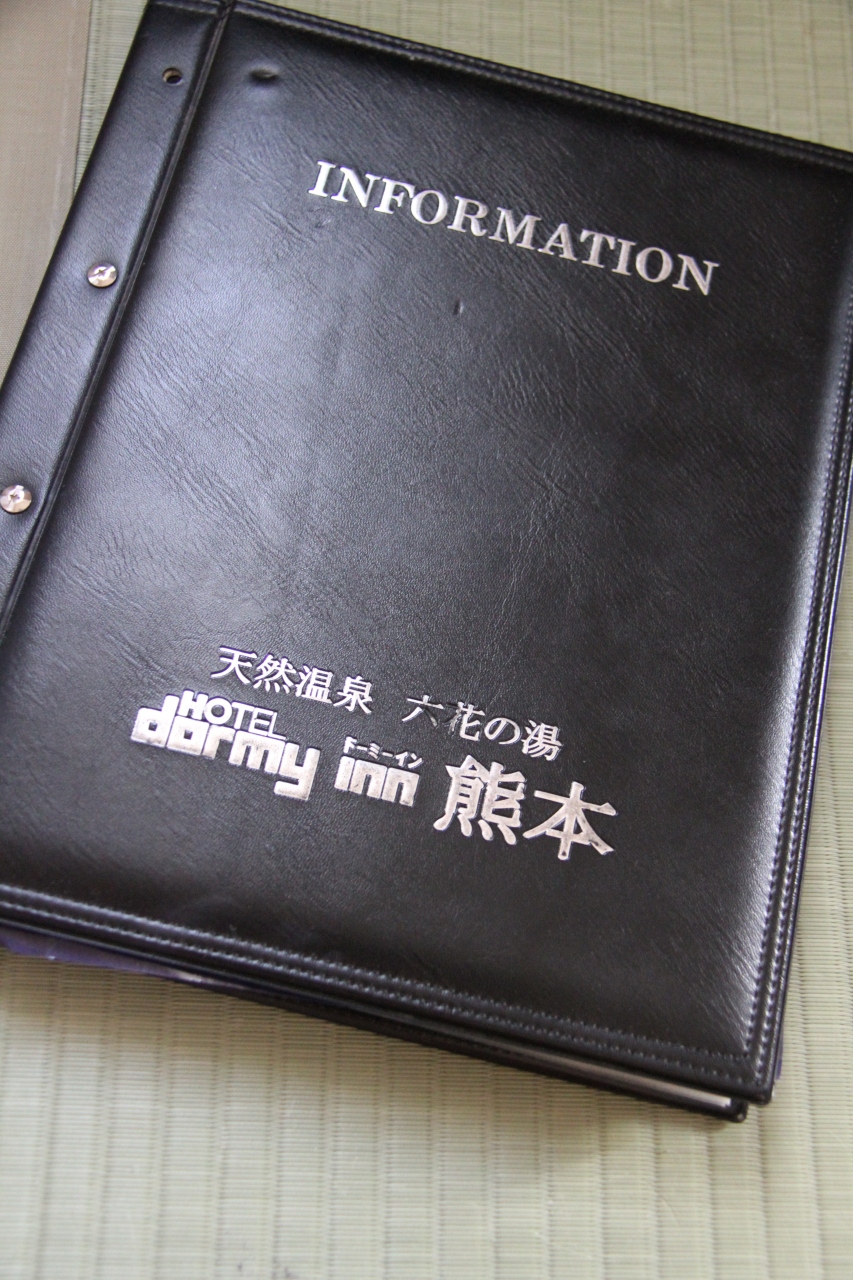 INFORMATION
天然温泉 六花の湯
HOTEL
ドーミーイン
dormy inn 熊本